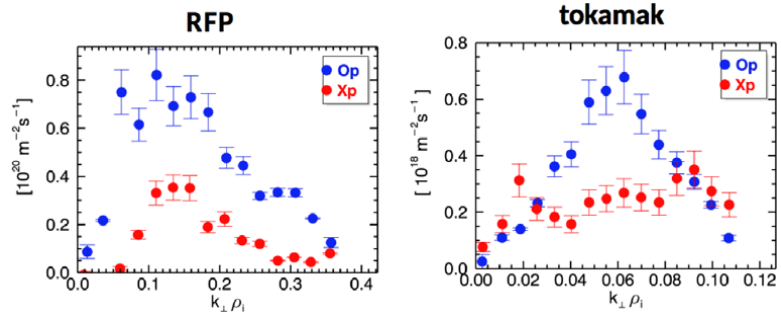 RFP
tokamak
0.8
0.6
0.4
0.2
0.0
[10²⁰ m⁻²s⁻¹]
Op
Xp
0.0 0.1 0.2 0.3 0.4
k⊥ρᵢ
0.8
0.6
0.4
0.2
0.0
[ 10¹⁸ m⁻²s⁻¹]
Op
Xp
0.00 0.02 0.04 0.06 0.08 0.10 0.12
k⊥ρᵢ